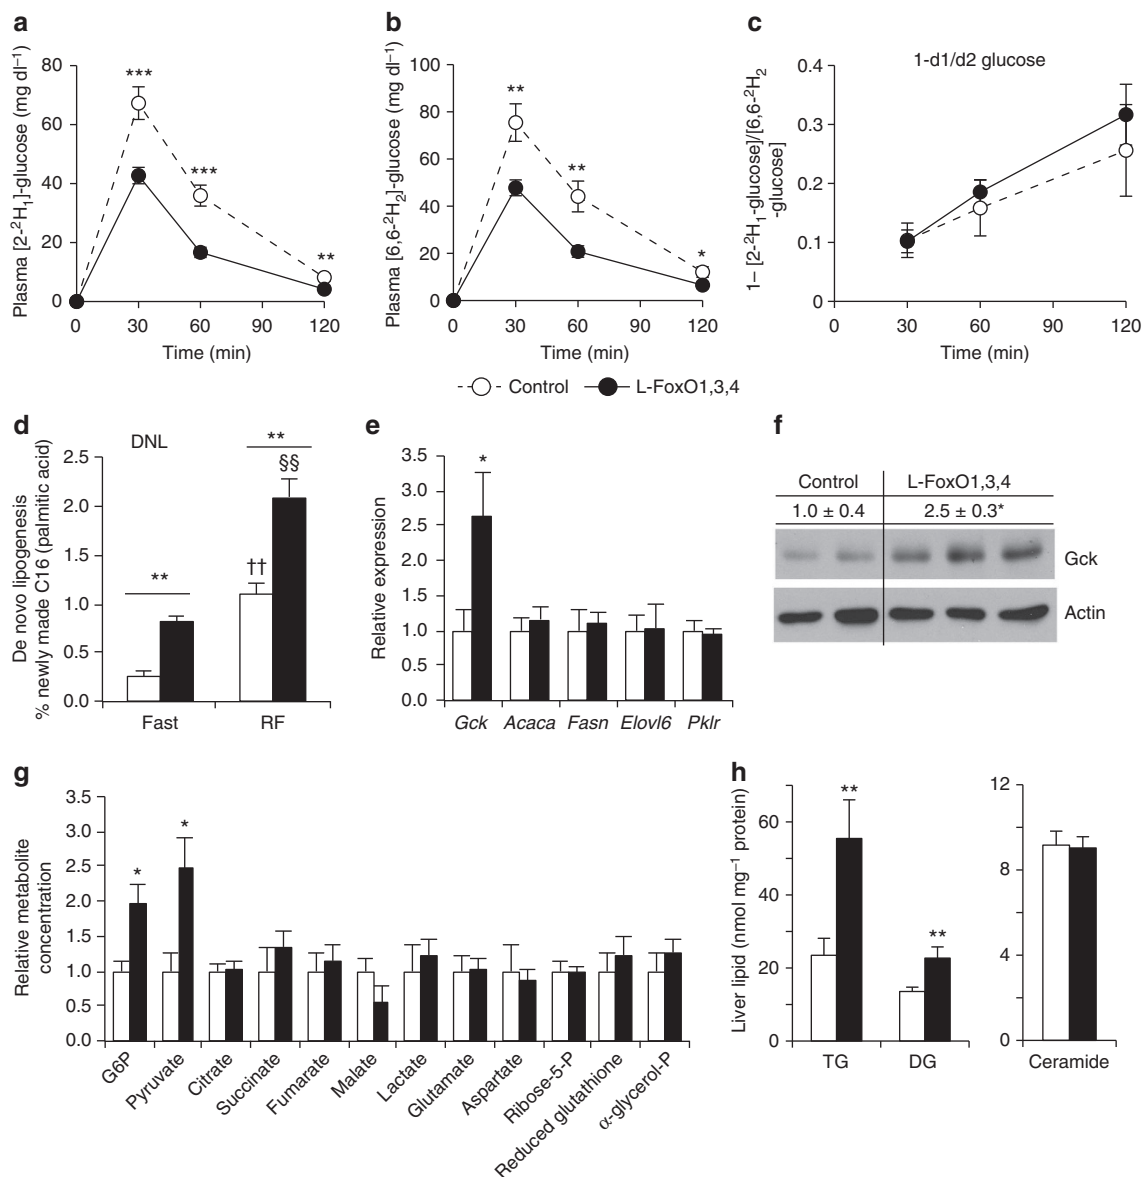 a
Plasma [2-²H₁]-glucose (mg dl⁻¹)
80
60
40
20
0
***
***
**
0 30 60 90 120
Time (min)
b
Plasma [6,6-²H₂]-glucose (mg dl⁻¹)
100
80
60
40
20
0
**
**
*
0 30 60 90 120
Time (min)
c
1-d1/d2 glucose
1– [2-²H₁-glucose]/[6,6-²H₂
-glucose]
0.4
0.3
0.2
0.1
0
0 30 60 90 120
Time (min)
Control L-FoxO1,3,4
d
DNL
De novo lipogenesis
% newly made C16 (palmitic acid)
2.5
2.0
1.5
1.0
0.5
0.0
**
**
§§
††
Fast RF
e
Relative expression
3.5
3.0
2.5
2.0
1.5
1.0
0.5
0.0
*
Gck Acaca Fasn Elovl6 Pklr
f
Control L-FoxO1,3,4
1.0 ± 0.4 2.5 ± 0.3*
Gck
Actin
g
Relative metabolite
concentration
3.5
3.0
2.5
2.0
1.5
1.0
0.5
0.0
*
*
G6P
Pyruvate
Citrate
Succinate
Fumarate
Malate
Lactate
Glutamate
Aspartate
Ribose-5-P
Reduced glutathione
α-glycerol-P
h
Liver lipid (nmol mg⁻¹ protein)
60
40
20
0
**
**
TG DG
12
8
4
0
Ceramide